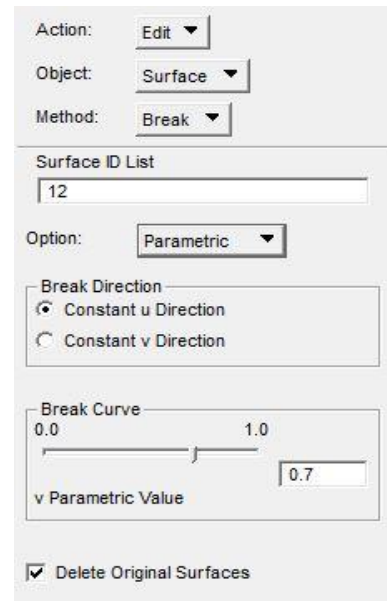 Action: Edit
Object: Surface
Method: Break
Surface ID List
12
Option: Parametric
Break Direction
Constant u Direction
Constant v Direction
Break Curve
0.0 1.0
0.7
v Parametric Value
Delete Original Surfaces